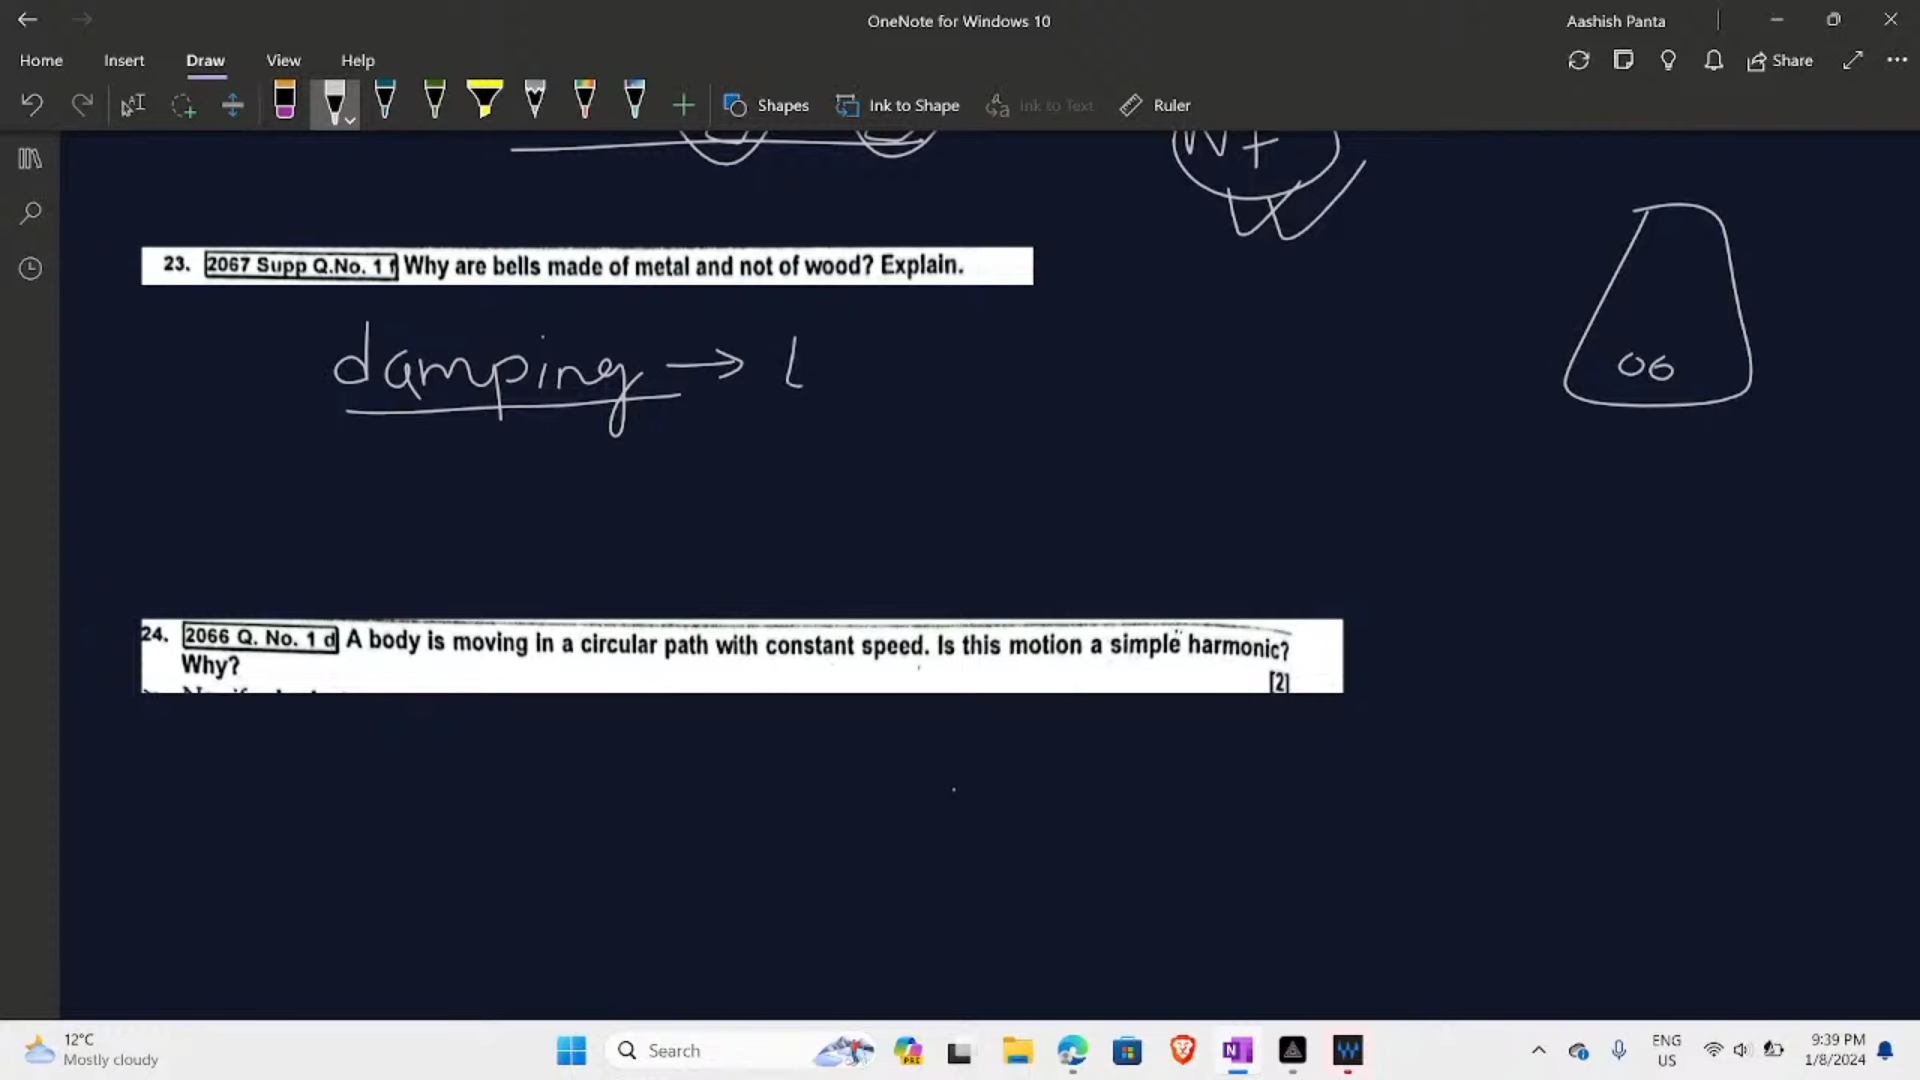 OneNote for Windows 10
Aashish Panta
Home Insert Draw View Help
Share
Shapes Ink to Shape Ink to Text Ruler
23. 2067 Supp Q.No. 1 f Why are bells made of metal and not of wood? Explain.
damping → L
24. 2066 Q. No. 1 d A body is moving in a circular path with constant speed. Is this motion a simple harmonic?
Why?
[2]
12°C
Mostly cloudy
Search
PRE
ENG
US
9:39 PM
1/8/2024